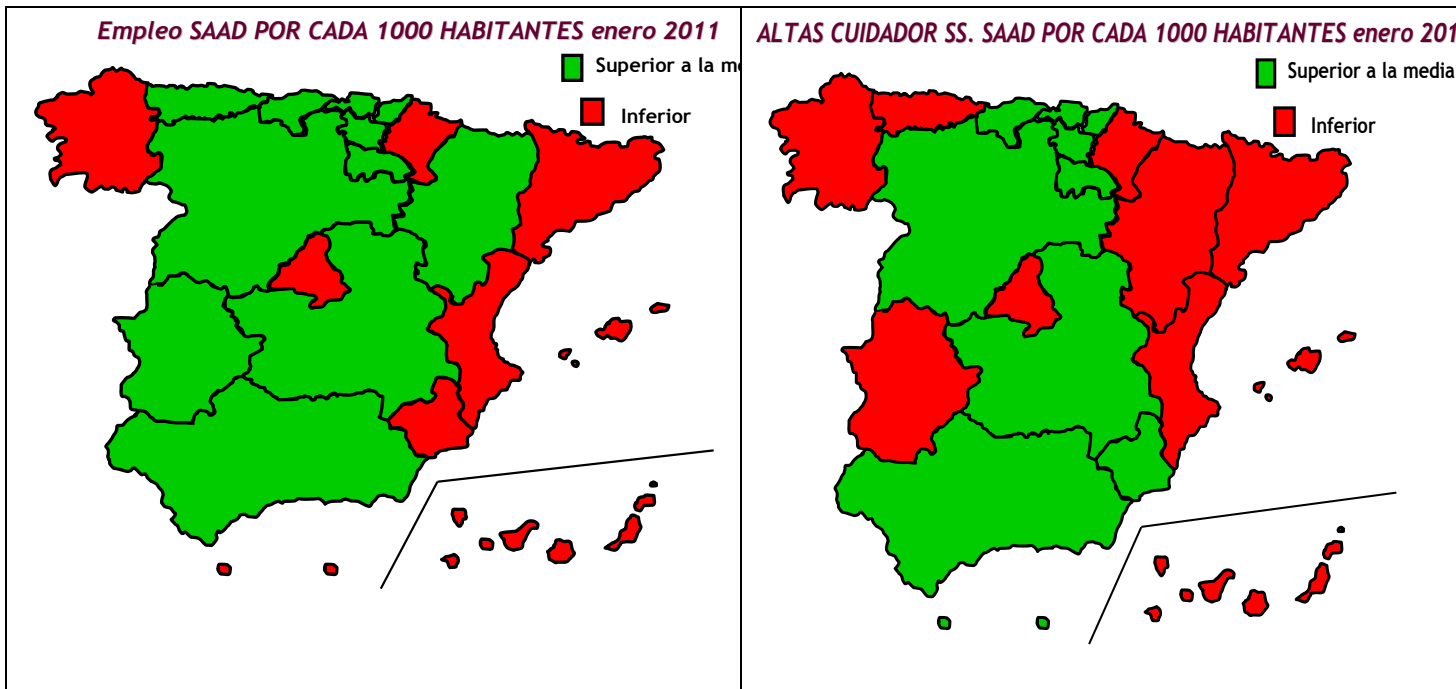 Empleo SAAD POR CADA 1000 HABITANTES enero 2011
Superior a la me
Inferior
ALTAS CUIDADOR SS. SAAD POR CADA 1000 HABITANTES enero 201
Superior a la media
Inferior